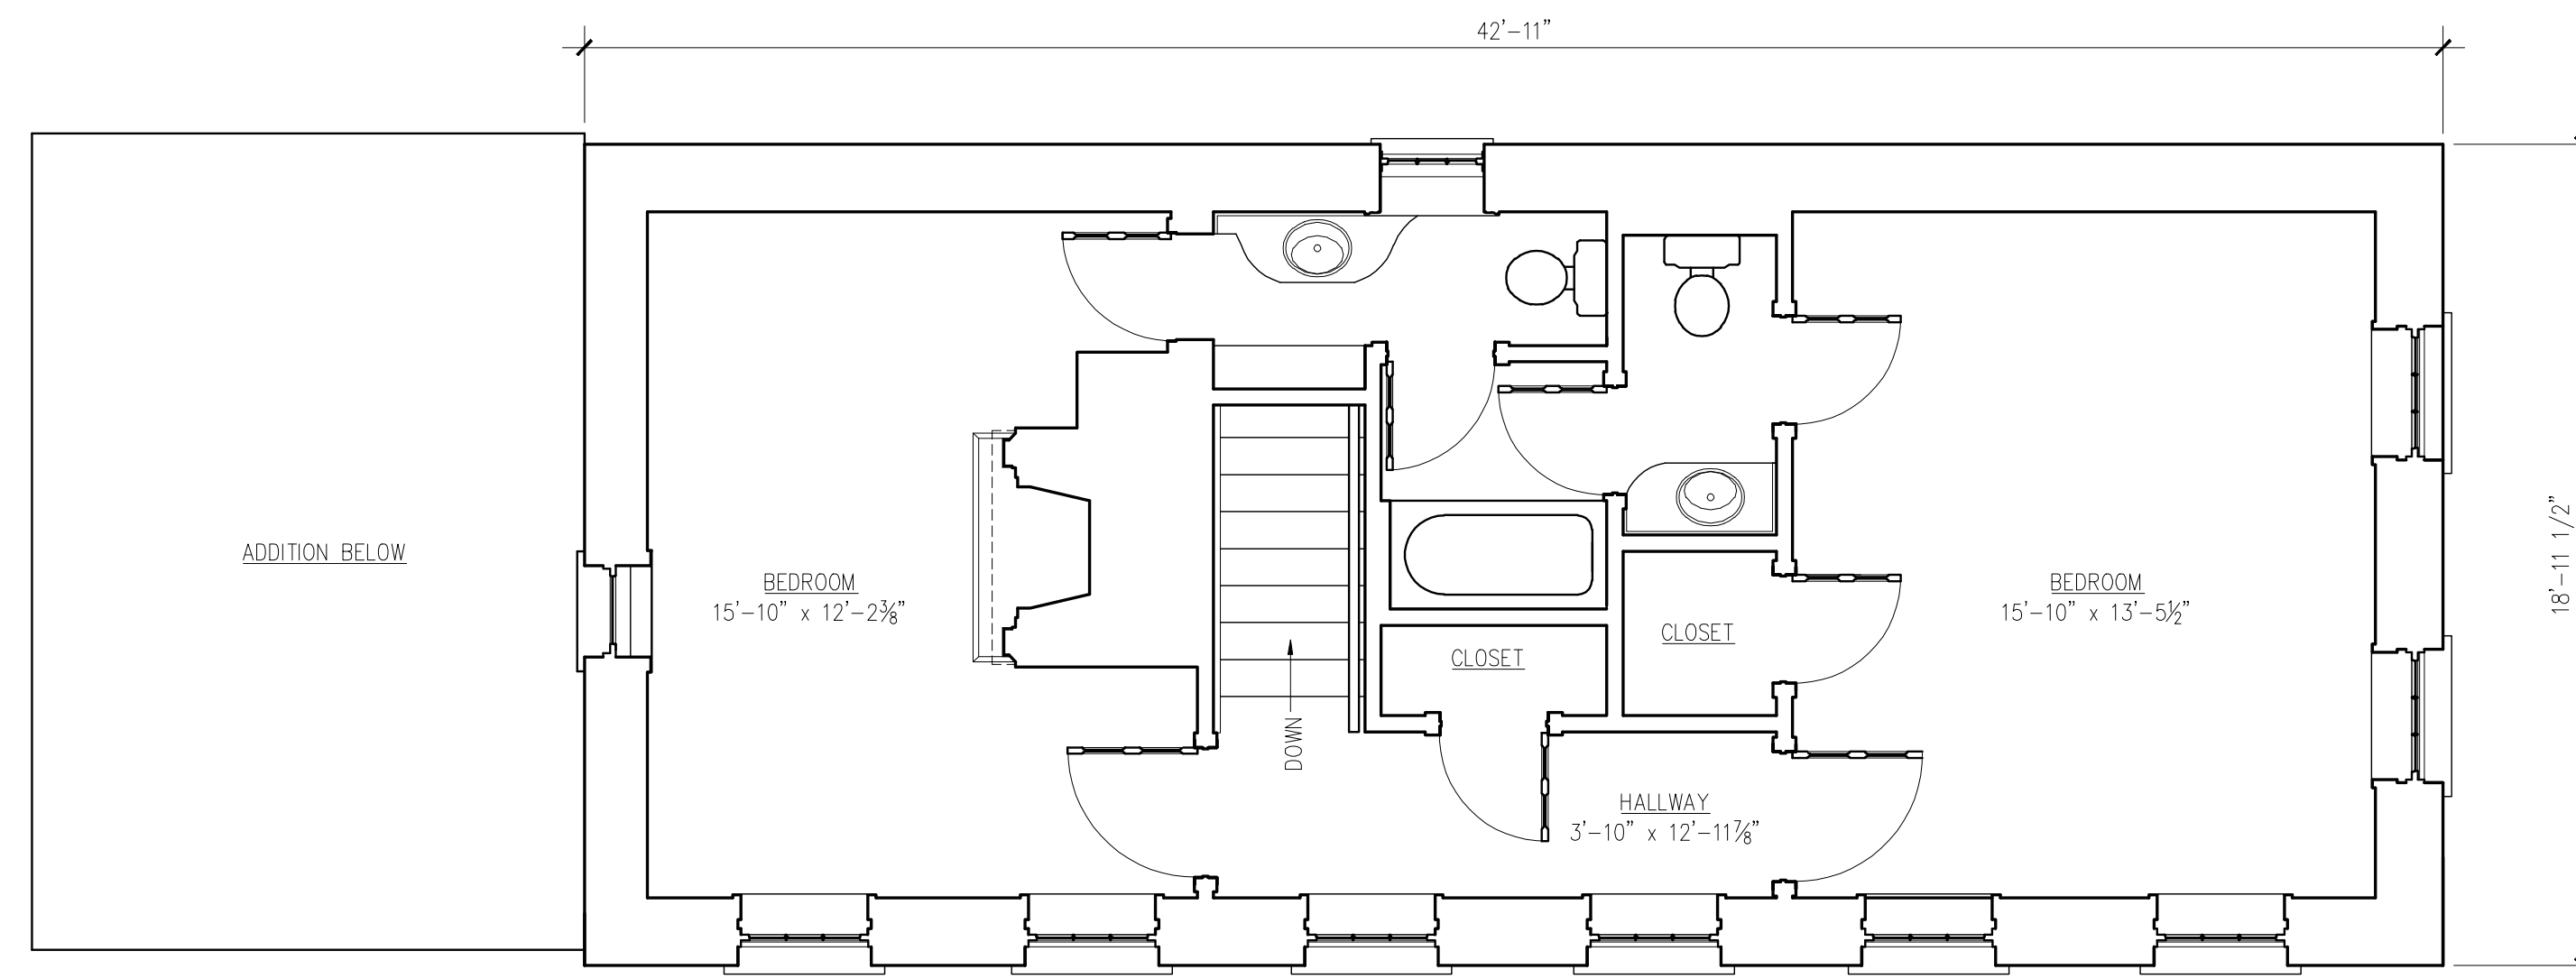 42'-11"
ADDITION BELOW
BEDROOM
15'-10" x 12'-2⅜"
DOWN
CLOSET
CLOSET
HALLWAY
3'-10" x 12'-11⅞"
BEDROOM
15'-10" x 13'-5½"
18'-11 1/2"